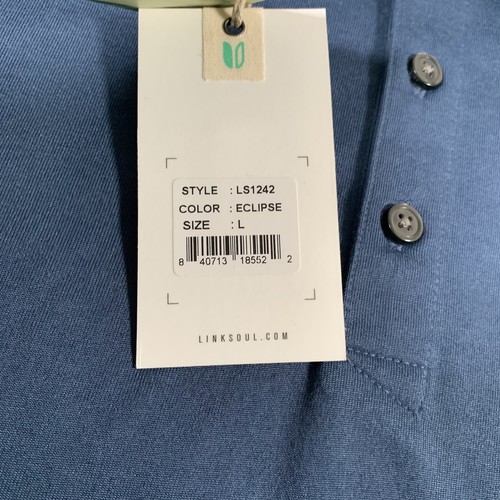 STYLE : LS1242
COLOR : ECLIPSE
SIZE : L
8 40713 18552 2
LINKSOUL.COM